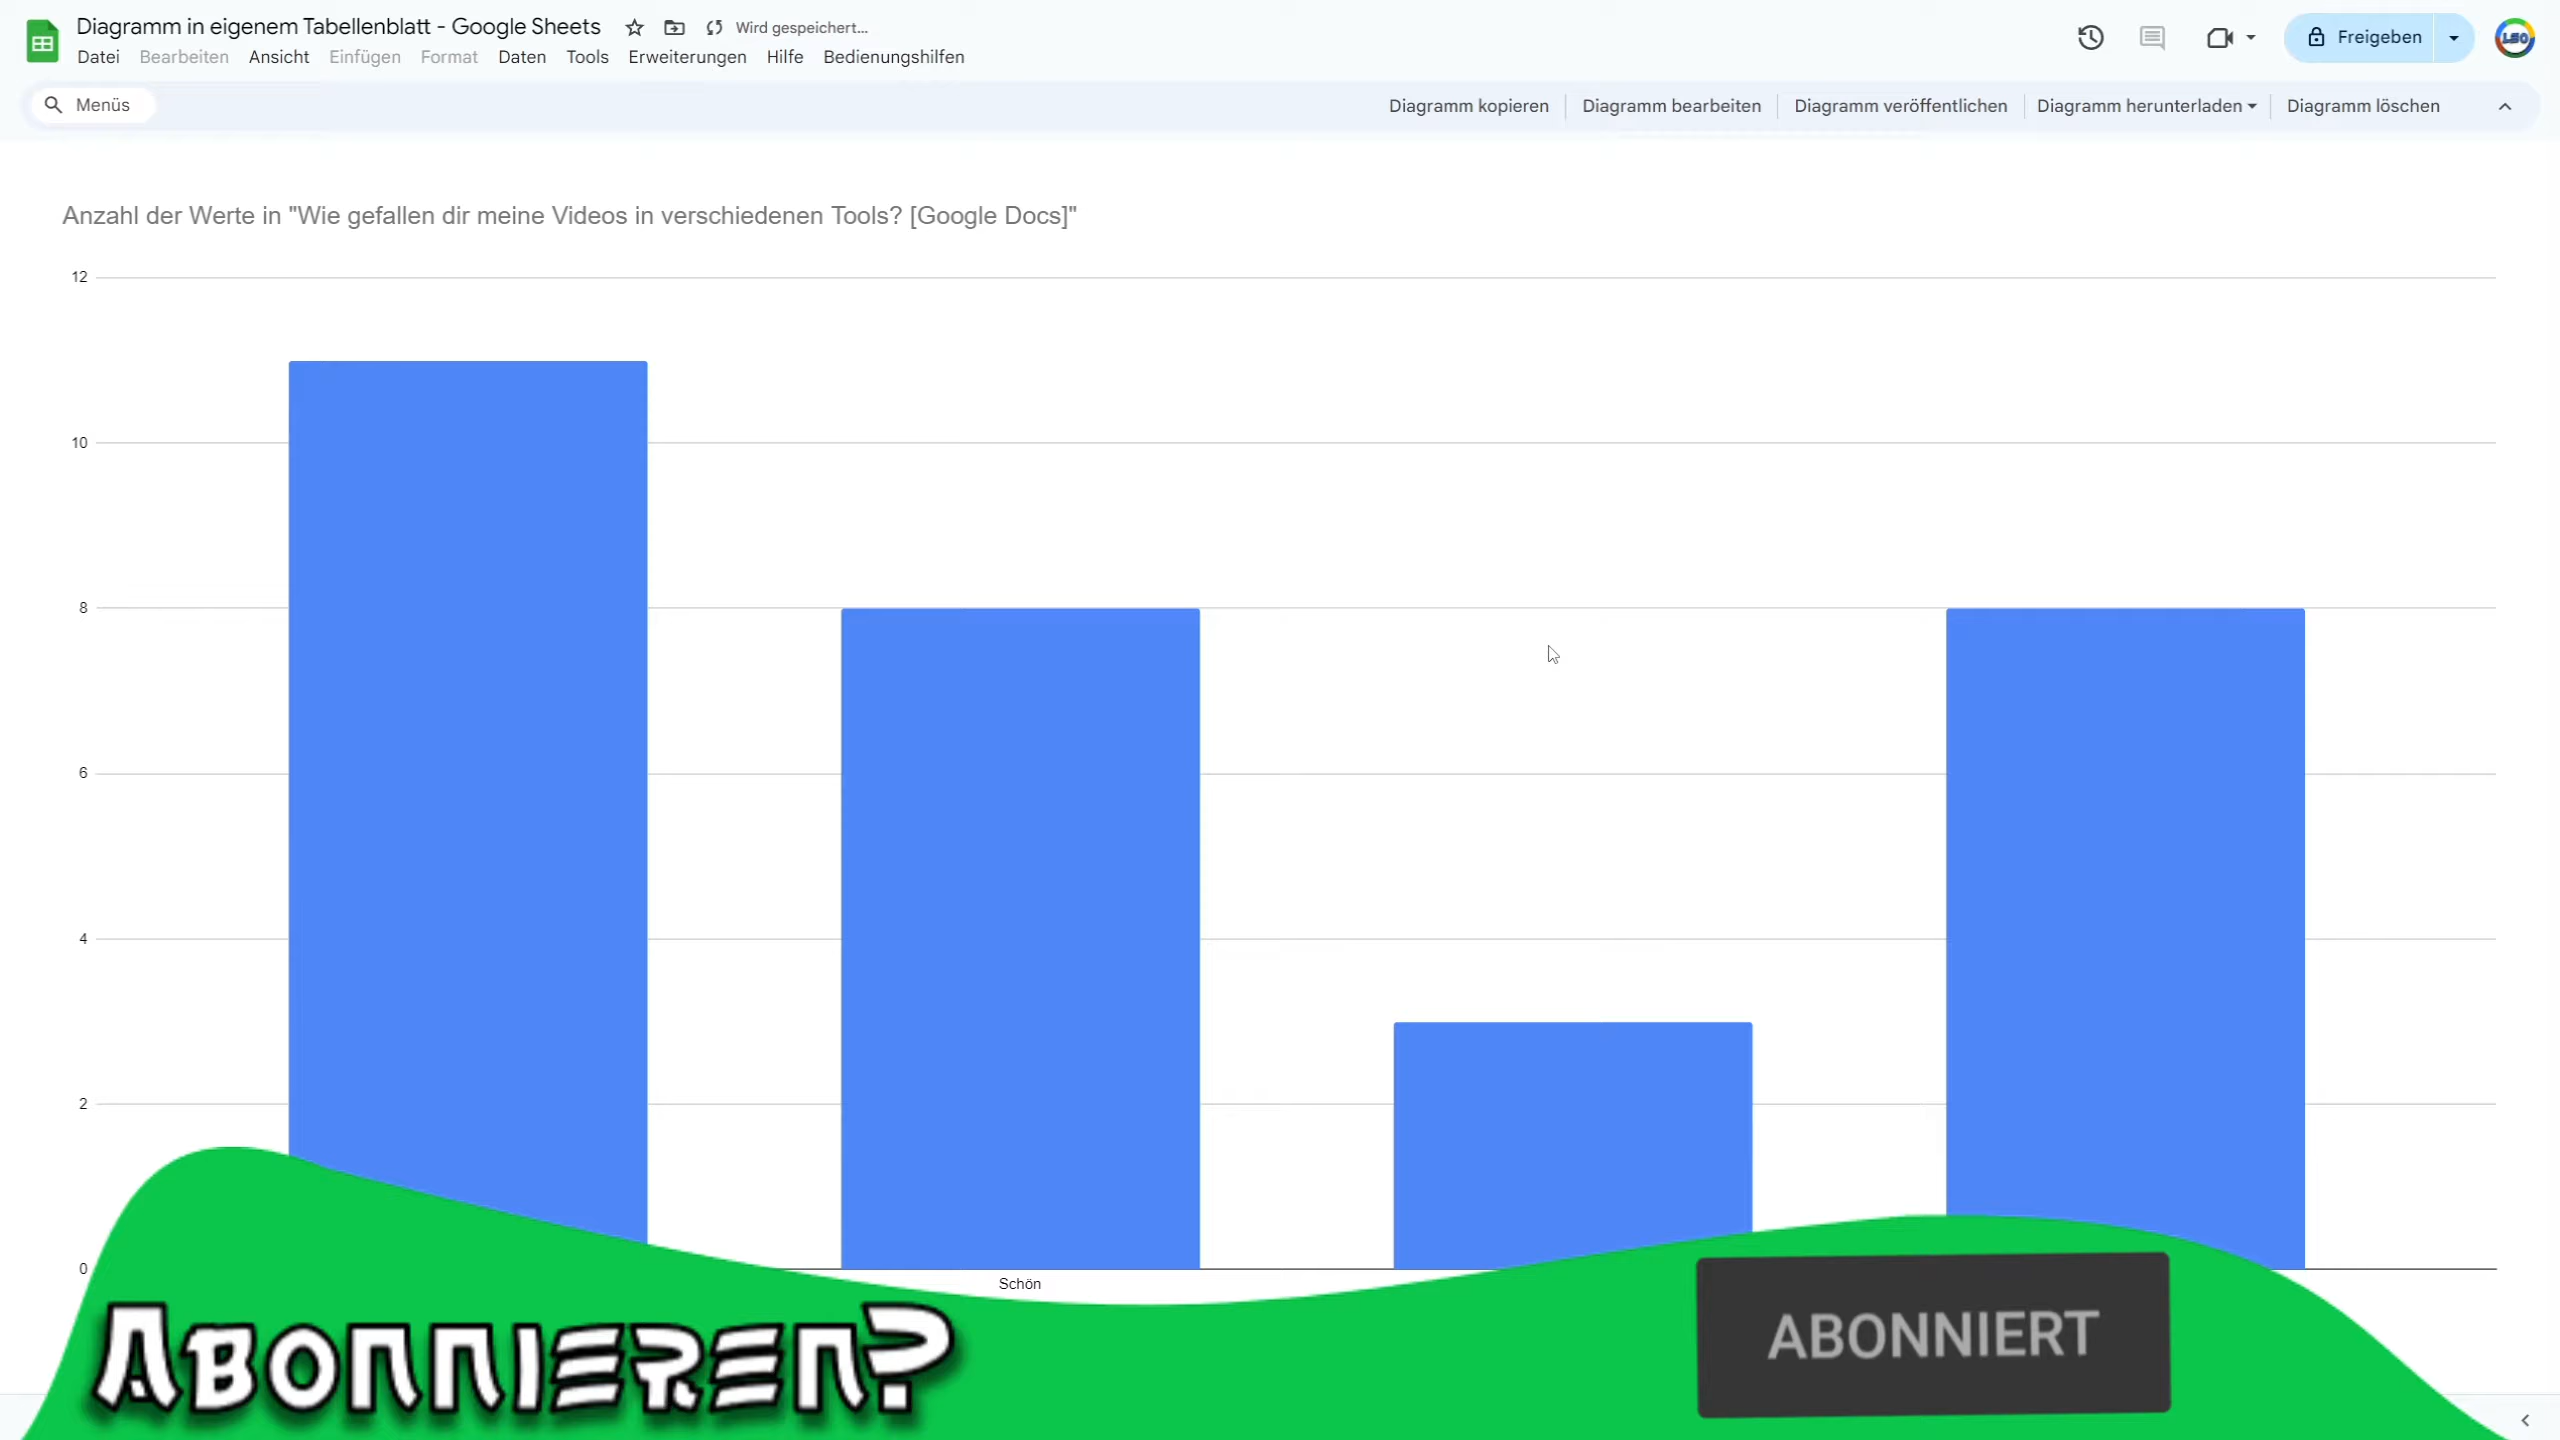 Diagramm in eigenem Tabellenblatt - Google Sheets
Wird gespeichert...
Datei Bearbeiten Ansicht Einfügen Format Daten Tools Erweiterungen Hilfe Bedienungshilfen
Freigeben
LSO
Menüs
Diagramm kopieren Diagramm bearbeiten Diagramm veröffentlichen Diagramm herunterladen Diagramm löschen
Anzahl der Werte in "Wie gefallen dir meine Videos in verschiedenen Tools? [Google Docs]"
12
10
8
6
4
2
0
Schön
ABONNIEREN?
ABONNIERT